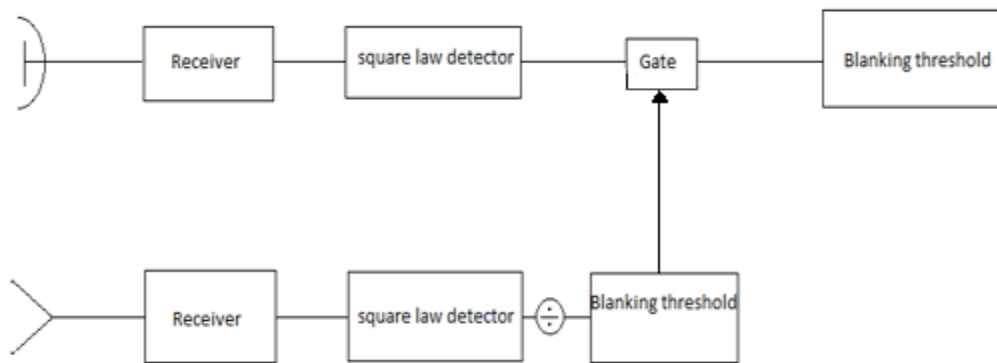 Receiver
square law detector
Gate
Blanking threshold
Receiver
square law detector
÷
Blanking threshold